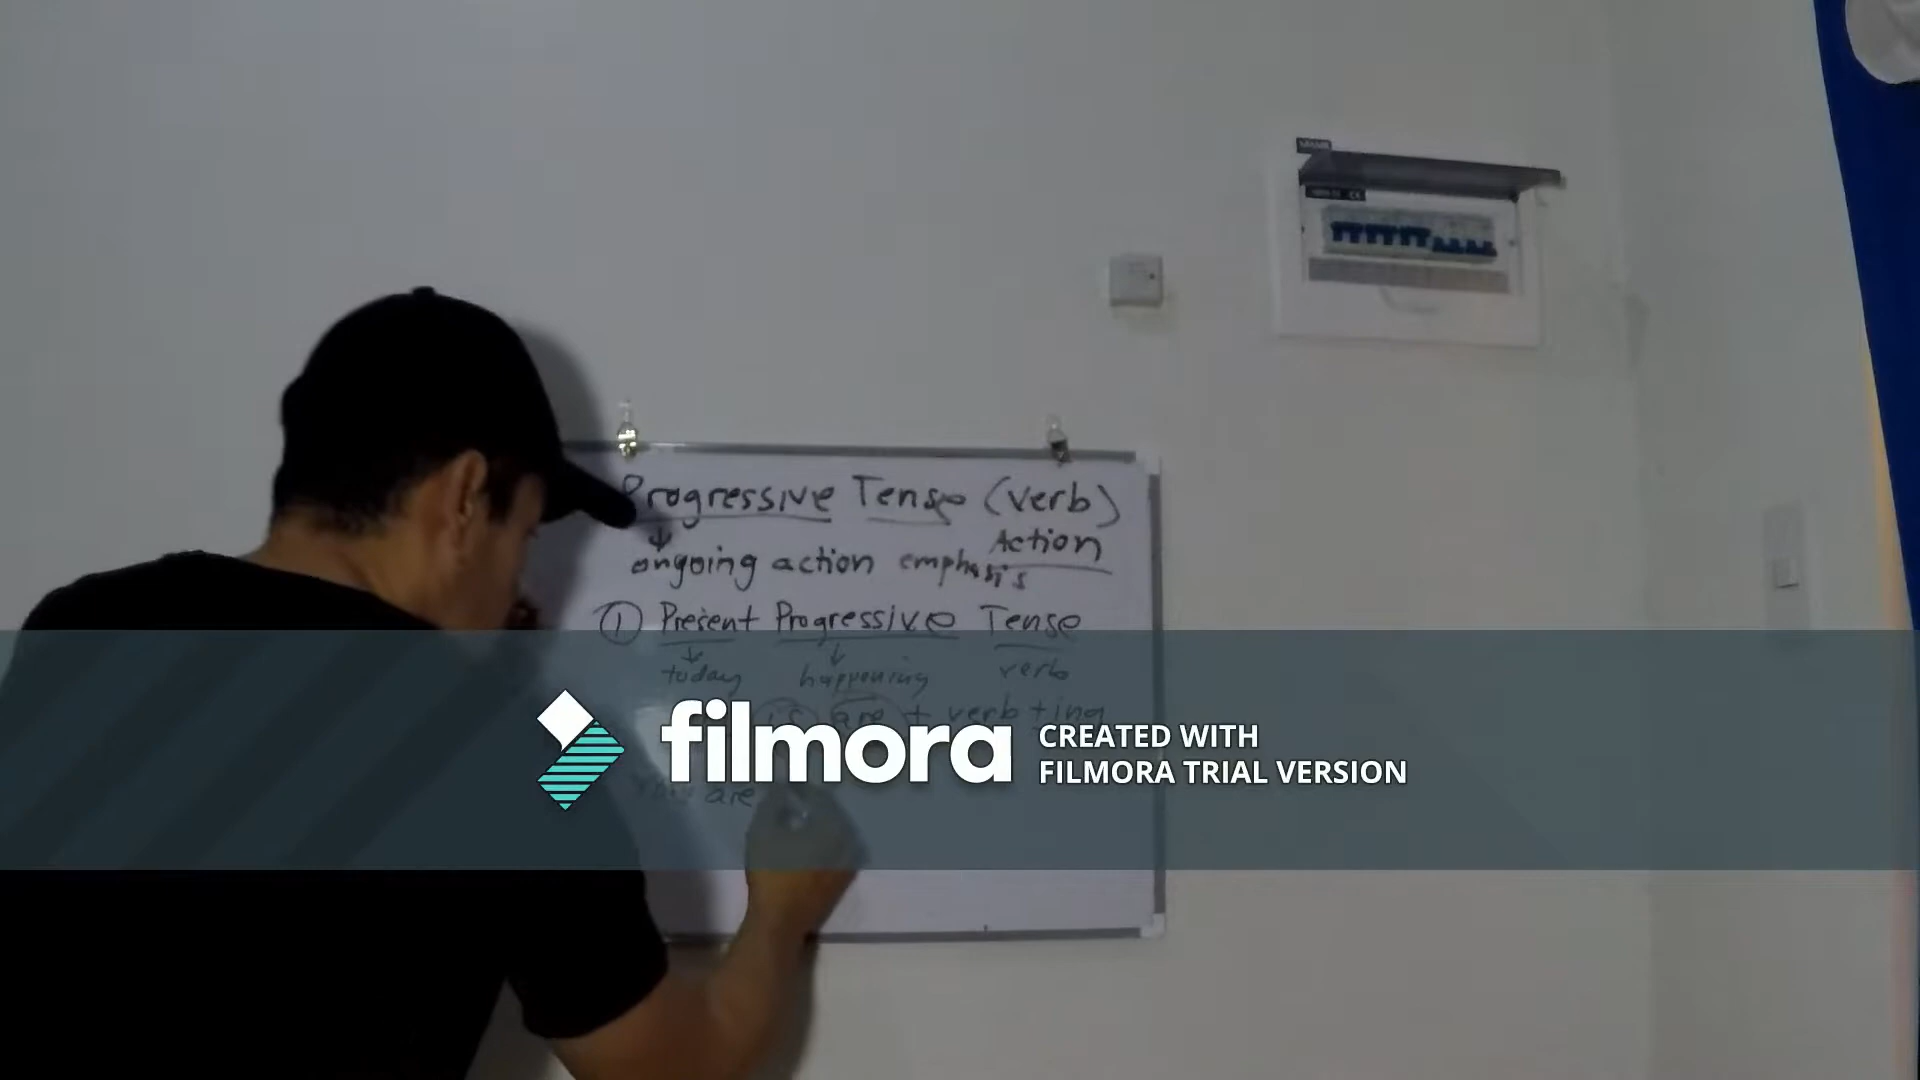 Progressive Tense (verb)
Action
ongoing action emphasis
① Present Progressive Tense
today happening verb
is are + verb + ing
are
filmora
CREATED WITH
FILMORA TRIAL VERSION